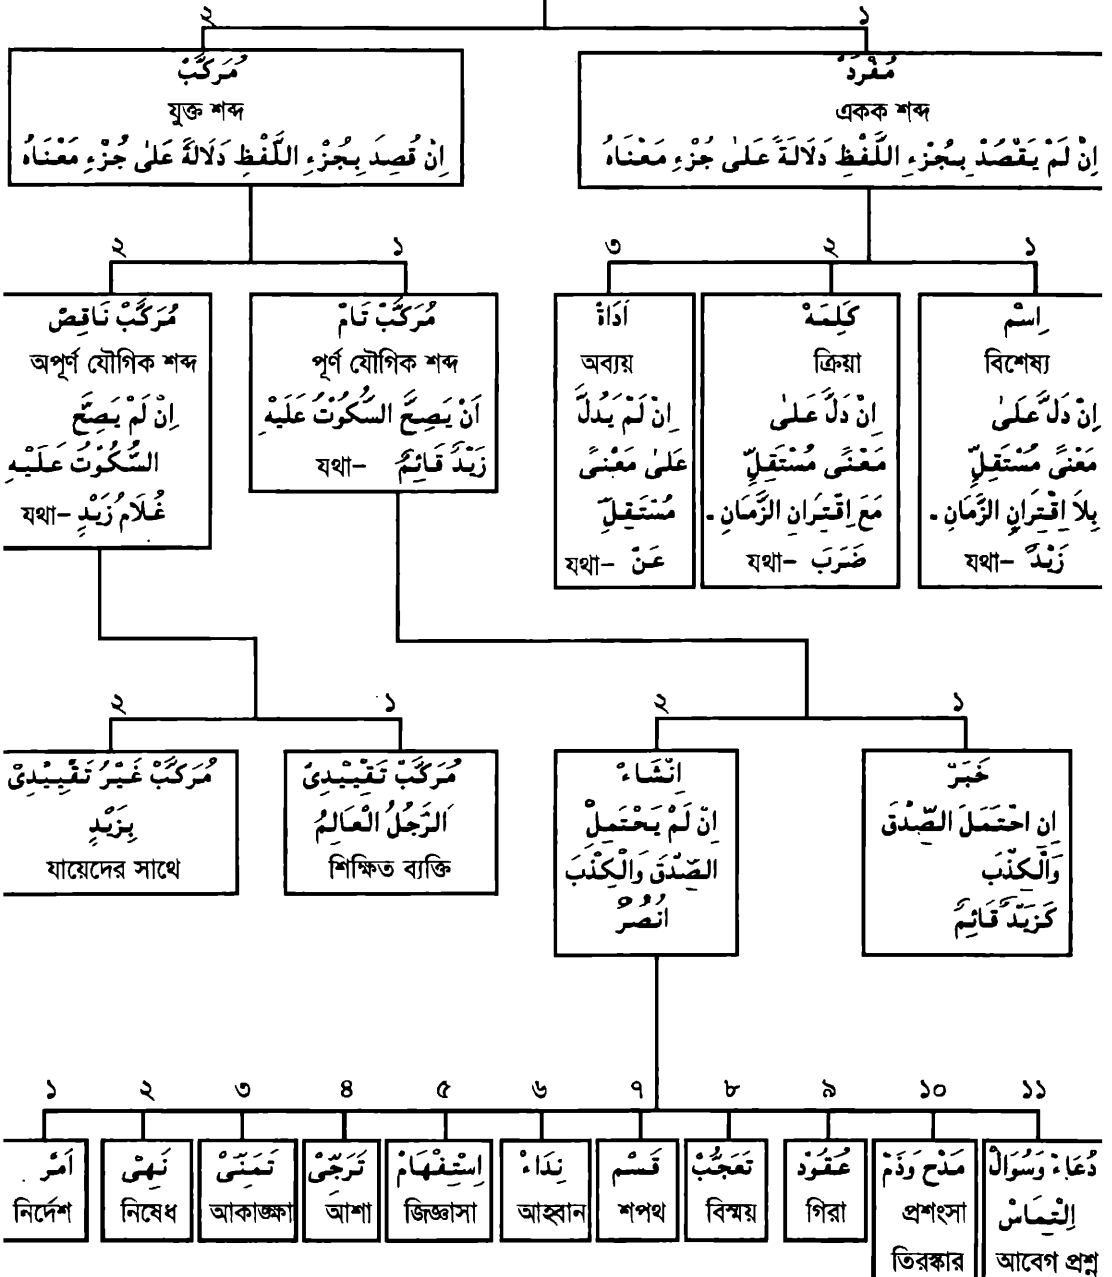 ১
২
مُفْرَدْ
একক শব্দ
اِنْ لَمْ يَقْصُدْ بِجُزْءِ اللَّفْظِ دَلَالَةً عَلٰى جُزْءِ مَعْنَاهُ
مُرَكَّبْ
যুক্ত শব্দ
اِنْ قُصِدَ بِجُزْءِ اللَّفْظِ دَلَالَةً عَلٰى جُزْءِ مَعْنَاهُ
১
২
৩
اِسْم
বিশেষ্য
اِنْ دَلَّ عَلٰى
مَعْنًى مُسْتَقِلٍّ
بِلَا اِقْتِرَانِ الزَّمَانِ ۔
যথা– زَيْدٌ
كَلِمَةْ
ক্রিয়া
اِنْ دَلَّ عَلٰى
مَعْنًى مُسْتَقِلٍّ
مَعَ اِقْتِرَانِ الزَّمَانِ ۔
যথা– ضَرَبَ
اَدَاةْ
অব্যয়
اِنْ لَمْ يَدُلَّ
عَلٰى مَعْنًى
مُسْتَقِلٍّ
যথা– عَنْ
১
২
مُرَكَّبْ تَامْ
পূর্ণ যৌগিক শব্দ
اَنْ يَصِحَّ السُّكُوْتُ عَلَيْهِ
যথা– زَيْدٌ قَائِمٌ
مُرَكَّبْ نَاقِصْ
অপূর্ণ যৌগিক শব্দ
اِنْ لَمْ يَصِحَّ
السُّكُوْتُ عَلَيْهِ
যথা– غُلَامُ زَيْدٍ
১
২
خَبَرْ
اِنِ احْتَمَلَ الصِّدْقَ
وَالْكِذْبَ
كَزَيْدٌ قَائِمٌ
اِنْشَاءْ
اِنْ لَمْ يَحْتَمِلْ
الصِّدْقَ وَالْكِذْبَ
اُنْصُرْ
১
২
مُرَكَّبْ تَقْيِيْدِىْ
اَلرَّجُلُ الْعَالِمُ
শিক্ষিত ব্যক্তি
مُرَكَّبْ غَيْرُ تَقْيِيْدِىْ
بِزَيْدٍ
যায়েদের সাথে
১ ২ ৩ ৪ ৫ ৬ ৭ ৮ ৯ ১০ ১১
اَمْرْ
নির্দেশ
نَهِىْ
নিষেধ
تَمَنِّىْ
আকাঙ্ক্ষা
تَرَجِّىْ
আশা
اِسْتِفْهَامْ
জিজ্ঞাসা
نِدَاءْ
আহবান
قَسْم
শপথ
تَعَجُّبْ
বিস্ময়
عُقُوْدْ
গিরা
مَدْح وَذَمْ
প্রশংসা
তিরস্কার
دُعَاءْ وَسُوَالْ
اِلْتِمَاسْ
আবেগ প্রশ্ন